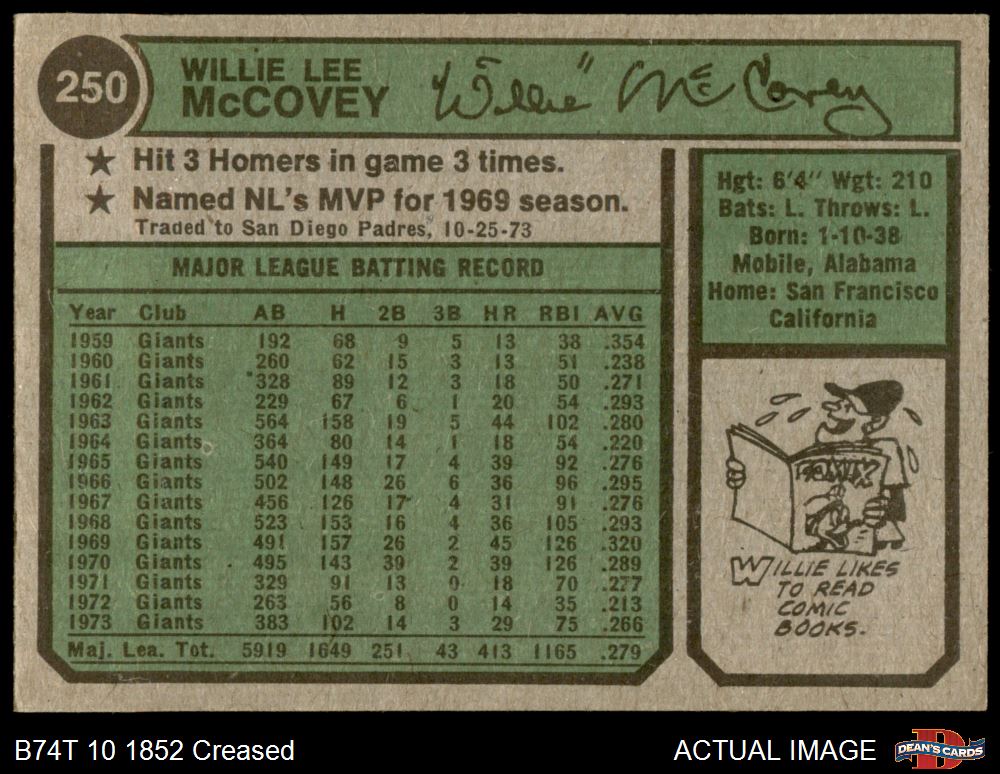 250
WILLIE LEE
McCOVEY
"Willie" McCovey
★ Hit 3 Homers in game 3 times.
★ Named NL's MVP for 1969 season.
Traded to San Diego Padres, 10-25-73
MAJOR LEAGUE BATTING RECORD
Year Club AB H 2B 3B HR RBI AVG
1959 Giants 192 68 9 5 13 38 .354
1960 Giants 260 62 15 3 13 51 .238
1961 Giants 328 89 12 3 18 50 .271
1962 Giants 229 67 6 1 20 54 .293
1963 Giants 564 158 19 5 44 102 .280
1964 Giants 364 80 14 1 18 54 .220
1965 Giants 540 149 17 4 39 92 .276
1966 Giants 502 148 26 6 36 96 .295
1967 Giants 456 126 17 4 31 91 .276
1968 Giants 523 153 16 4 36 105 .293
1969 Giants 491 157 26 2 45 126 .320
1970 Giants 495 143 39 2 39 126 .289
1971 Giants 329 91 13 0 18 70 .277
1972 Giants 263 56 8 0 14 35 .213
1973 Giants 383 102 14 3 29 75 .266
Maj. Lea. Tot. 5919 1649 251 43 413 1165 .279
Hgt: 6'4" Wgt: 210
Bats: L. Throws: L.
Born: 1-10-38
Mobile, Alabama
Home: San Francisco
California
WILLIE LIKES
TO READ
COMIC
BOOKS.
B74T 10 1852 Creased
ACTUAL IMAGE
DEAN'S CARDS